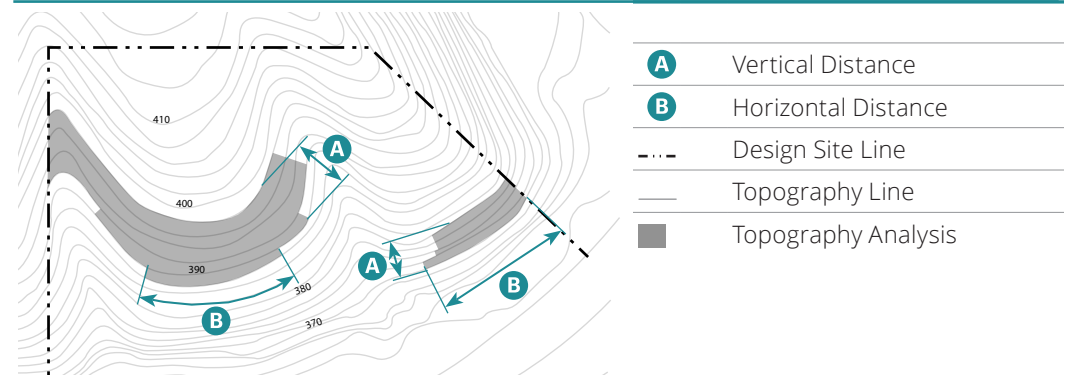 410
A
400
390
A
B
380
B
370
A Vertical Distance
B Horizontal Distance
Design Site Line
Topography Line
Topography Analysis